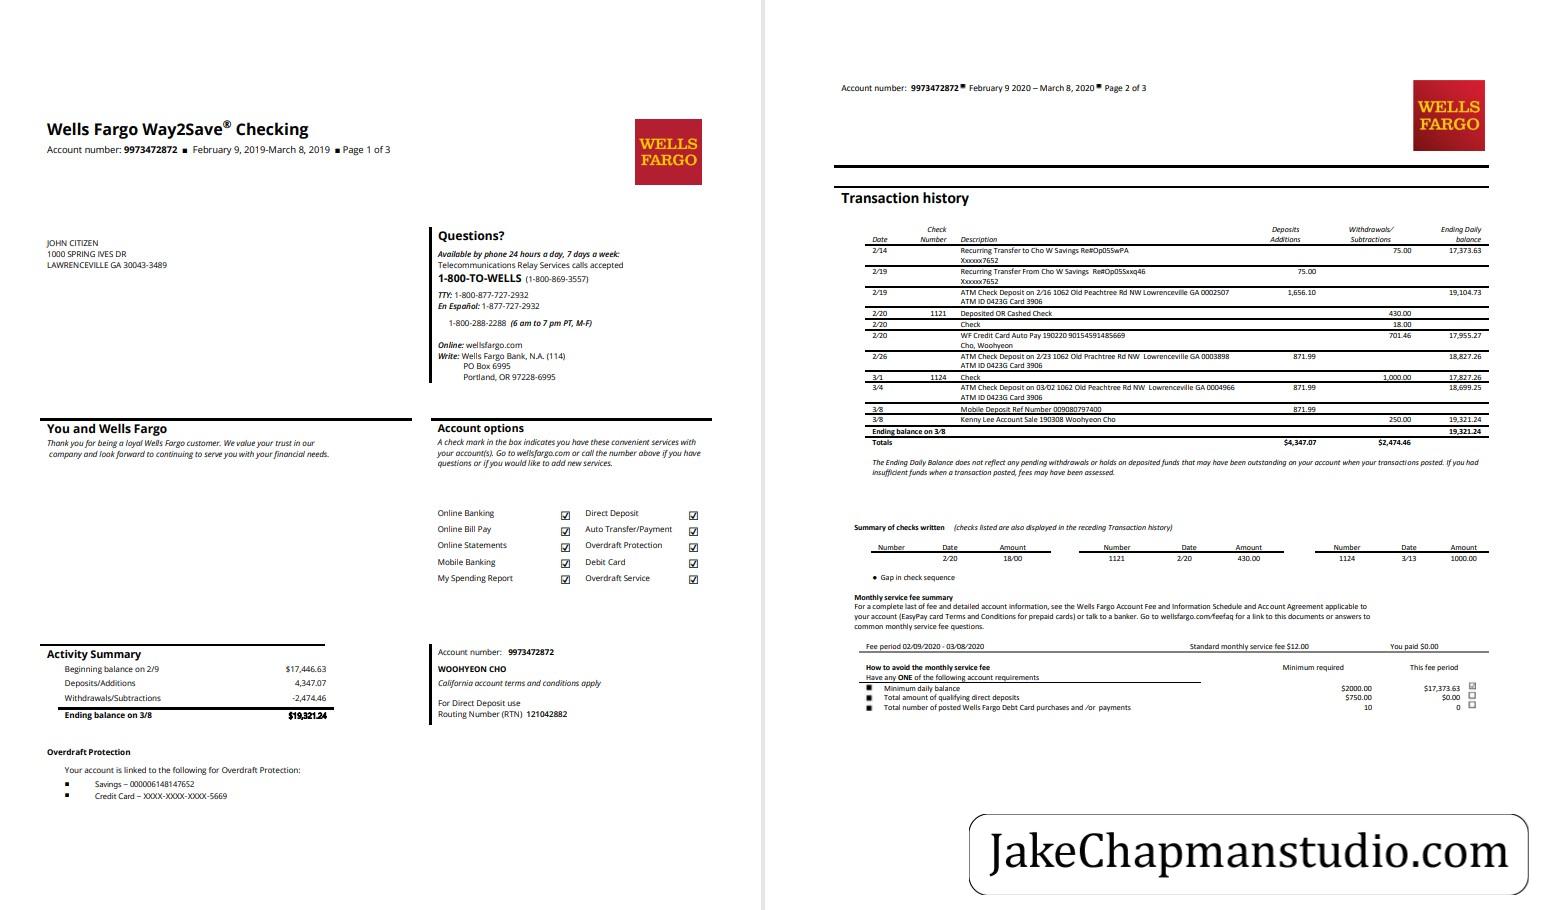 Wells Fargo Way2Save® Checking
Account number: 9973472872 ■ February 9, 2019-March 8, 2019 ■ Page 1 of 3
WELLS
FARGO
JOHN CITIZEN
1000 SPRING IVES DR
LAWRENCEVILLE GA 30043-3489
Questions?
Available by phone 24 hours a day, 7 days a week:
Telecommunications Relay Services calls accepted
1-800-TO-WELLS (1-800-869-3557)
TTY: 1-800-877-727-2932
En Español: 1-877-727-2932
1-800-288-2288 (6 am to 7 pm PT, M-F)
Online: wellsfargo.com
Write: Wells Fargo Bank, N.A. (114)
PO Box 6995
Portland, OR 97228-6995
You and Wells Fargo
Thank you for being a loyal Wells Fargo customer. We value your trust in our
company and look forward to continuing to serve you with your financial needs.
Account options
A check mark in the box indicates you have these convenient services with
your account(s). Go to wellsfargo.com or call the number above if you have
questions or if you would like to add new services.
Online Banking ☑ Direct Deposit ☑
Online Bill Pay ☑ Auto Transfer/Payment ☑
Online Statements ☑ Overdraft Protection ☑
Mobile Banking ☑ Debit Card ☑
My Spending Report ☑ Overdraft Service ☑
Activity Summary
Beginning balance on 2/9 $17,446.63
Deposits/Additions 4,347.07
Withdrawals/Subtractions -2,474.46
Ending balance on 3/8 $19,321.24
Account number: 9973472872
WOOHYEON CHO
California account terms and conditions apply
For Direct Deposit use
Routing Number (RTN) 121042882
Overdraft Protection
Your account is linked to the following for Overdraft Protection:
■ Savings – 000006148147652
■ Credit Card – XXXX-XXXX-XXXX-5669
Account number: 9973472872 ■ February 9 2020 – March 8, 2020 ■ Page 2 of 3
WELLS
FARGO
Transaction history
Check Deposits Withdrawals/ Ending Daily
Date Number Description Additions Subtractions balance
2/14 Recurring Transfer to Cho W Savings Re#Op05SwPA 75.00 17,373.63
Xxxxxx7652
2/19 Recurring Transfer From Cho W Savings Re#Op05Sxxq46 75.00
Xxxxxx7652
2/19 ATM Check Deposit on 2/16 1062 Old Peachtree Rd NW Lowrenceville GA 0002507 1,656.10 19,104.73
ATM ID 0423G Card 3906
2/20 1121 Deposited OR Cashed Check 430.00
2/20 Check 18.00
2/20 WF Credit Card Auto Pay 190220 90154591485669 701.46 17,955.27
Cho, Woohyeon
2/26 ATM Check Deposit on 2/23 1062 Old Prachtree Rd NW Lowrenceville GA 0003898 871.99 18,827.26
ATM ID 0423G Card 3906
3/1 1124 Check 1,000.00 17,827.26
3/4 ATM Check Deposit on 03/02 1062 Old Peachtree Rd NW Lowrenceville GA 0004966 871.99 18,699.25
ATM ID 0423G Card 3906
3/8 Mobile Deposit Ref Number 009080797400 871.99
3/8 Kenny Lee Account Sale 190308 Woohyeon Cho 250.00 19,321.24
Ending balance on 3/8 19,321.24
Totals $4,347.07 $2,474.46
The Ending Daily Balance does not reflect any pending withdrawals or holds on deposited funds that may have been outstanding on your account when your transactions posted. If you had
insufficient funds when a transaction posted, fees may have been assessed.
Summary of checks written (checks listed are also displayed in the receding Transaction history)
Number Date Amount Number Date Amount Number Date Amount
2/20 18/00 1121 2/20 430.00 1124 3/13 1000.00
● Gap in check sequence
Monthly service fee summary
For a complete last of fee and detailed account information, see the Wells Fargo Account Fee and Information Schedule and Account Agreement applicable to
your account (EasyPay card Terms and Conditions for prepaid cards) or talk to a banker. Go to wellsfargo.com/feefaq for a link to this documents or answers to
common monthly service fee questions.
Fee period 02/09/2020 - 03/08/2020 Standard monthly service fee $12.00 You paid $0.00
How to avoid the monthly service fee Minimum required This fee period
Have any ONE of the following account requirements
■ Minimum daily balance $2000.00 $17,373.63 ☑
■ Total amount of qualifying direct deposits $750.00 $0.00 ☐
■ Total number of posted Wells Fargo Debit Card purchases and /or payments 10 0 ☐
JakeChapmanstudio.com